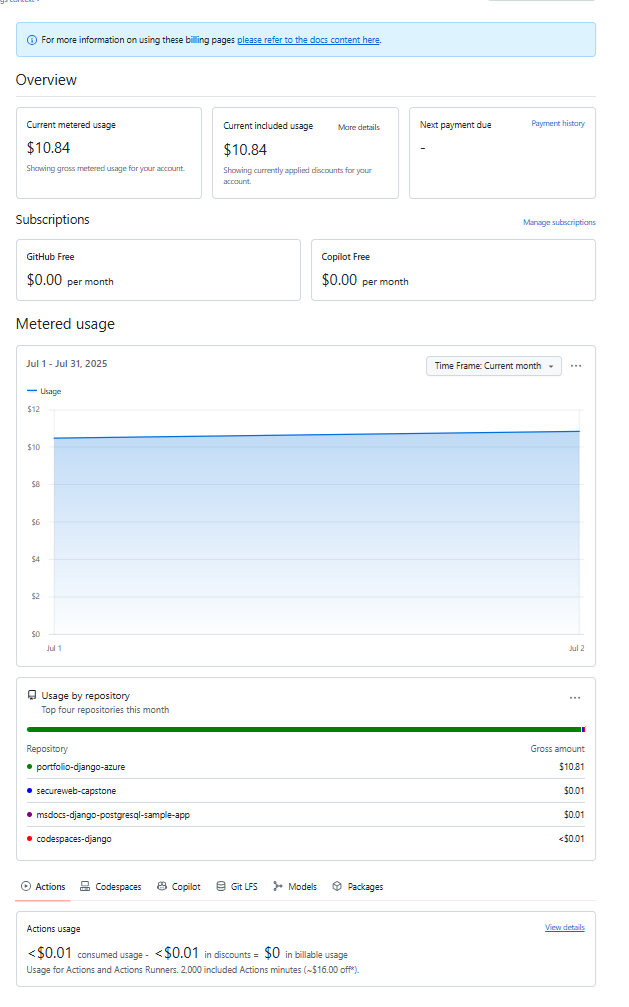 For more information on using these billing pages please refer to the docs content here.
Overview
Current metered usage
$10.84
Showing gross metered usage for your account.
Current included usage
More details
$10.84
Showing currently applied discounts for your
account.
Next payment due
Payment history
-
Subscriptions
Manage subscriptions
GitHub Free
$0.00 per month
Copilot Free
$0.00 per month
Metered usage
Jul 1 - Jul 31, 2025
Time Frame: Current month
Usage
$12
$10
$8
$6
$4
$2
$0
Jul 1
Jul 2
Usage by repository
Top four repositories this month
Repository
Gross amount
portfolio-django-azure
$10.81
secureweb-capstone
$0.01
msdocs-django-postgresql-sample-app
$0.01
codespaces-django
<$0.01
Actions
Codespaces
Copilot
Git LFS
Models
Packages
Actions usage
View details
<$0.01 consumed usage - <$0.01 in discounts = $0 in billable usage
Usage for Actions and Actions Runners. 2,000 included Actions minutes (~$16.00 off*).